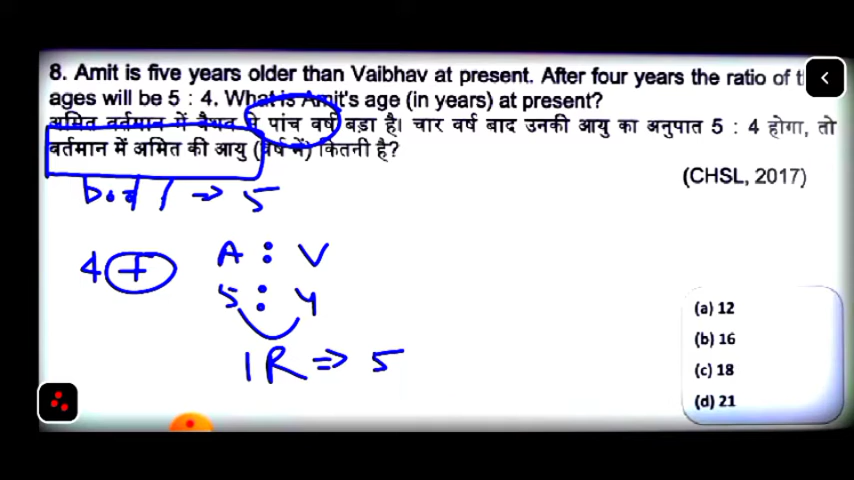 8. Amit is five years older than Vaibhav at present. After four years the ratio of
ages will be 5 : 4. What is Amit's age (in years) at present?
अमित वर्तमान में वैभव से पांच वर्ष बड़ा है। चार वर्ष बाद उनकी आयु का अनुपात 5 : 4 होगा, तो
वर्तमान में अमित की आयु (वर्ष में) कितनी है?
(CHSL, 2017)
⇒ 5
4 + A : V
5 : 4
1R ⇒ 5
(a) 12
(b) 16
(c) 18
(d) 21